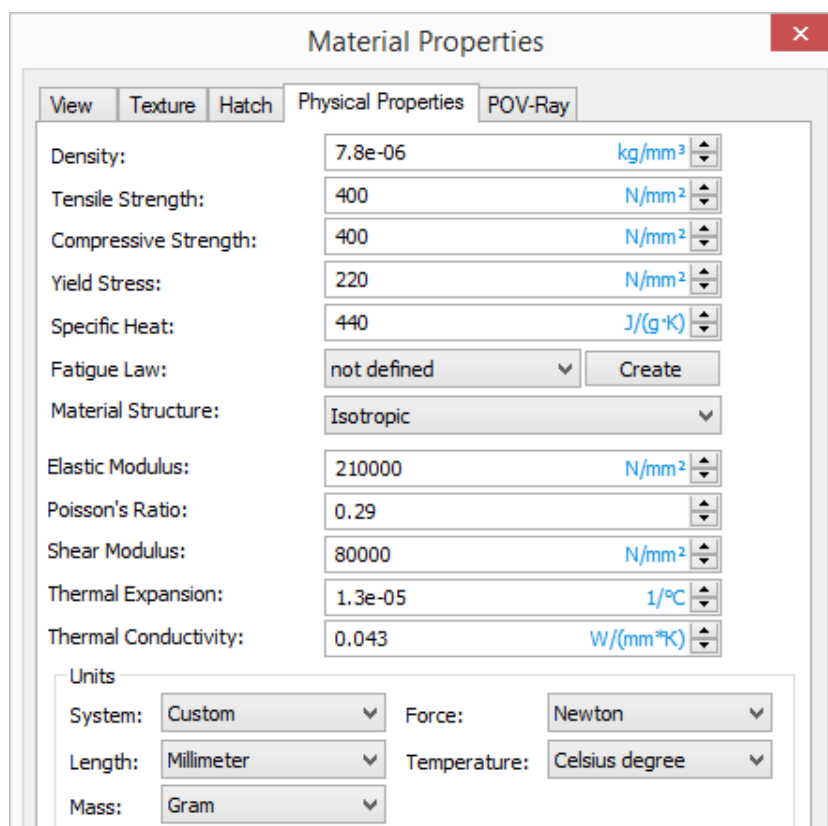 Material Properties
View Texture Hatch Physical Properties POV-Ray
Density: 7.8e-06 kg/mm³
Tensile Strength: 400 N/mm²
Compressive Strength: 400 N/mm²
Yield Stress: 220 N/mm²
Specific Heat: 440 J/(g·K)
Fatigue Law: not defined Create
Material Structure: Isotropic
Elastic Modulus: 210000 N/mm²
Poisson's Ratio: 0.29
Shear Modulus: 80000 N/mm²
Thermal Expansion: 1.3e-05 1/°C
Thermal Conductivity: 0.043 W/(mm*K)
Units
System: Custom Force: Newton
Length: Millimeter Temperature: Celsius degree
Mass: Gram